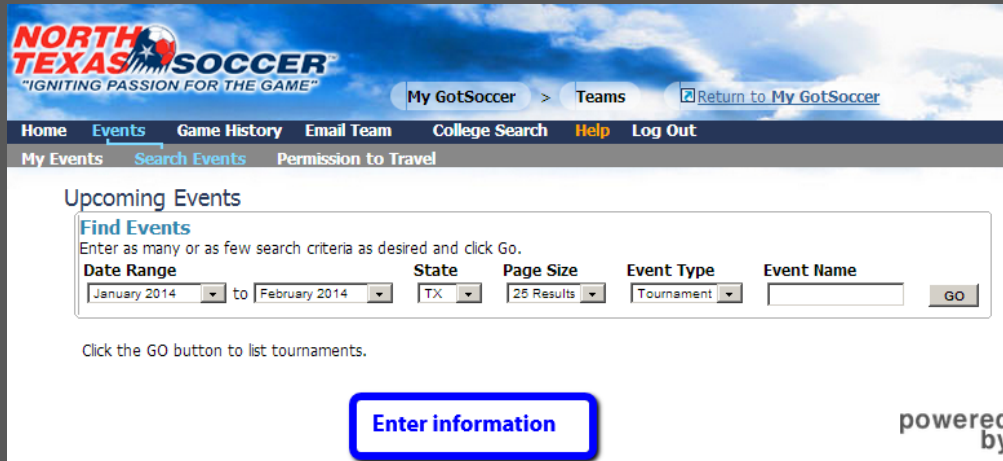 NORTH
TEXAS SOCCER
"IGNITING PASSION FOR THE GAME"
My GotSoccer > Teams Return to My GotSoccer
Home Events Game History Email Team College Search Help Log Out
My Events Search Events Permission to Travel
Upcoming Events
Find Events
Enter as many or as few search criteria as desired and click Go.
Date Range State Page Size Event Type Event Name
January 2014 to February 2014 TX 25 Results Tournament GO
Click the GO button to list tournaments.
Enter information
powered
by